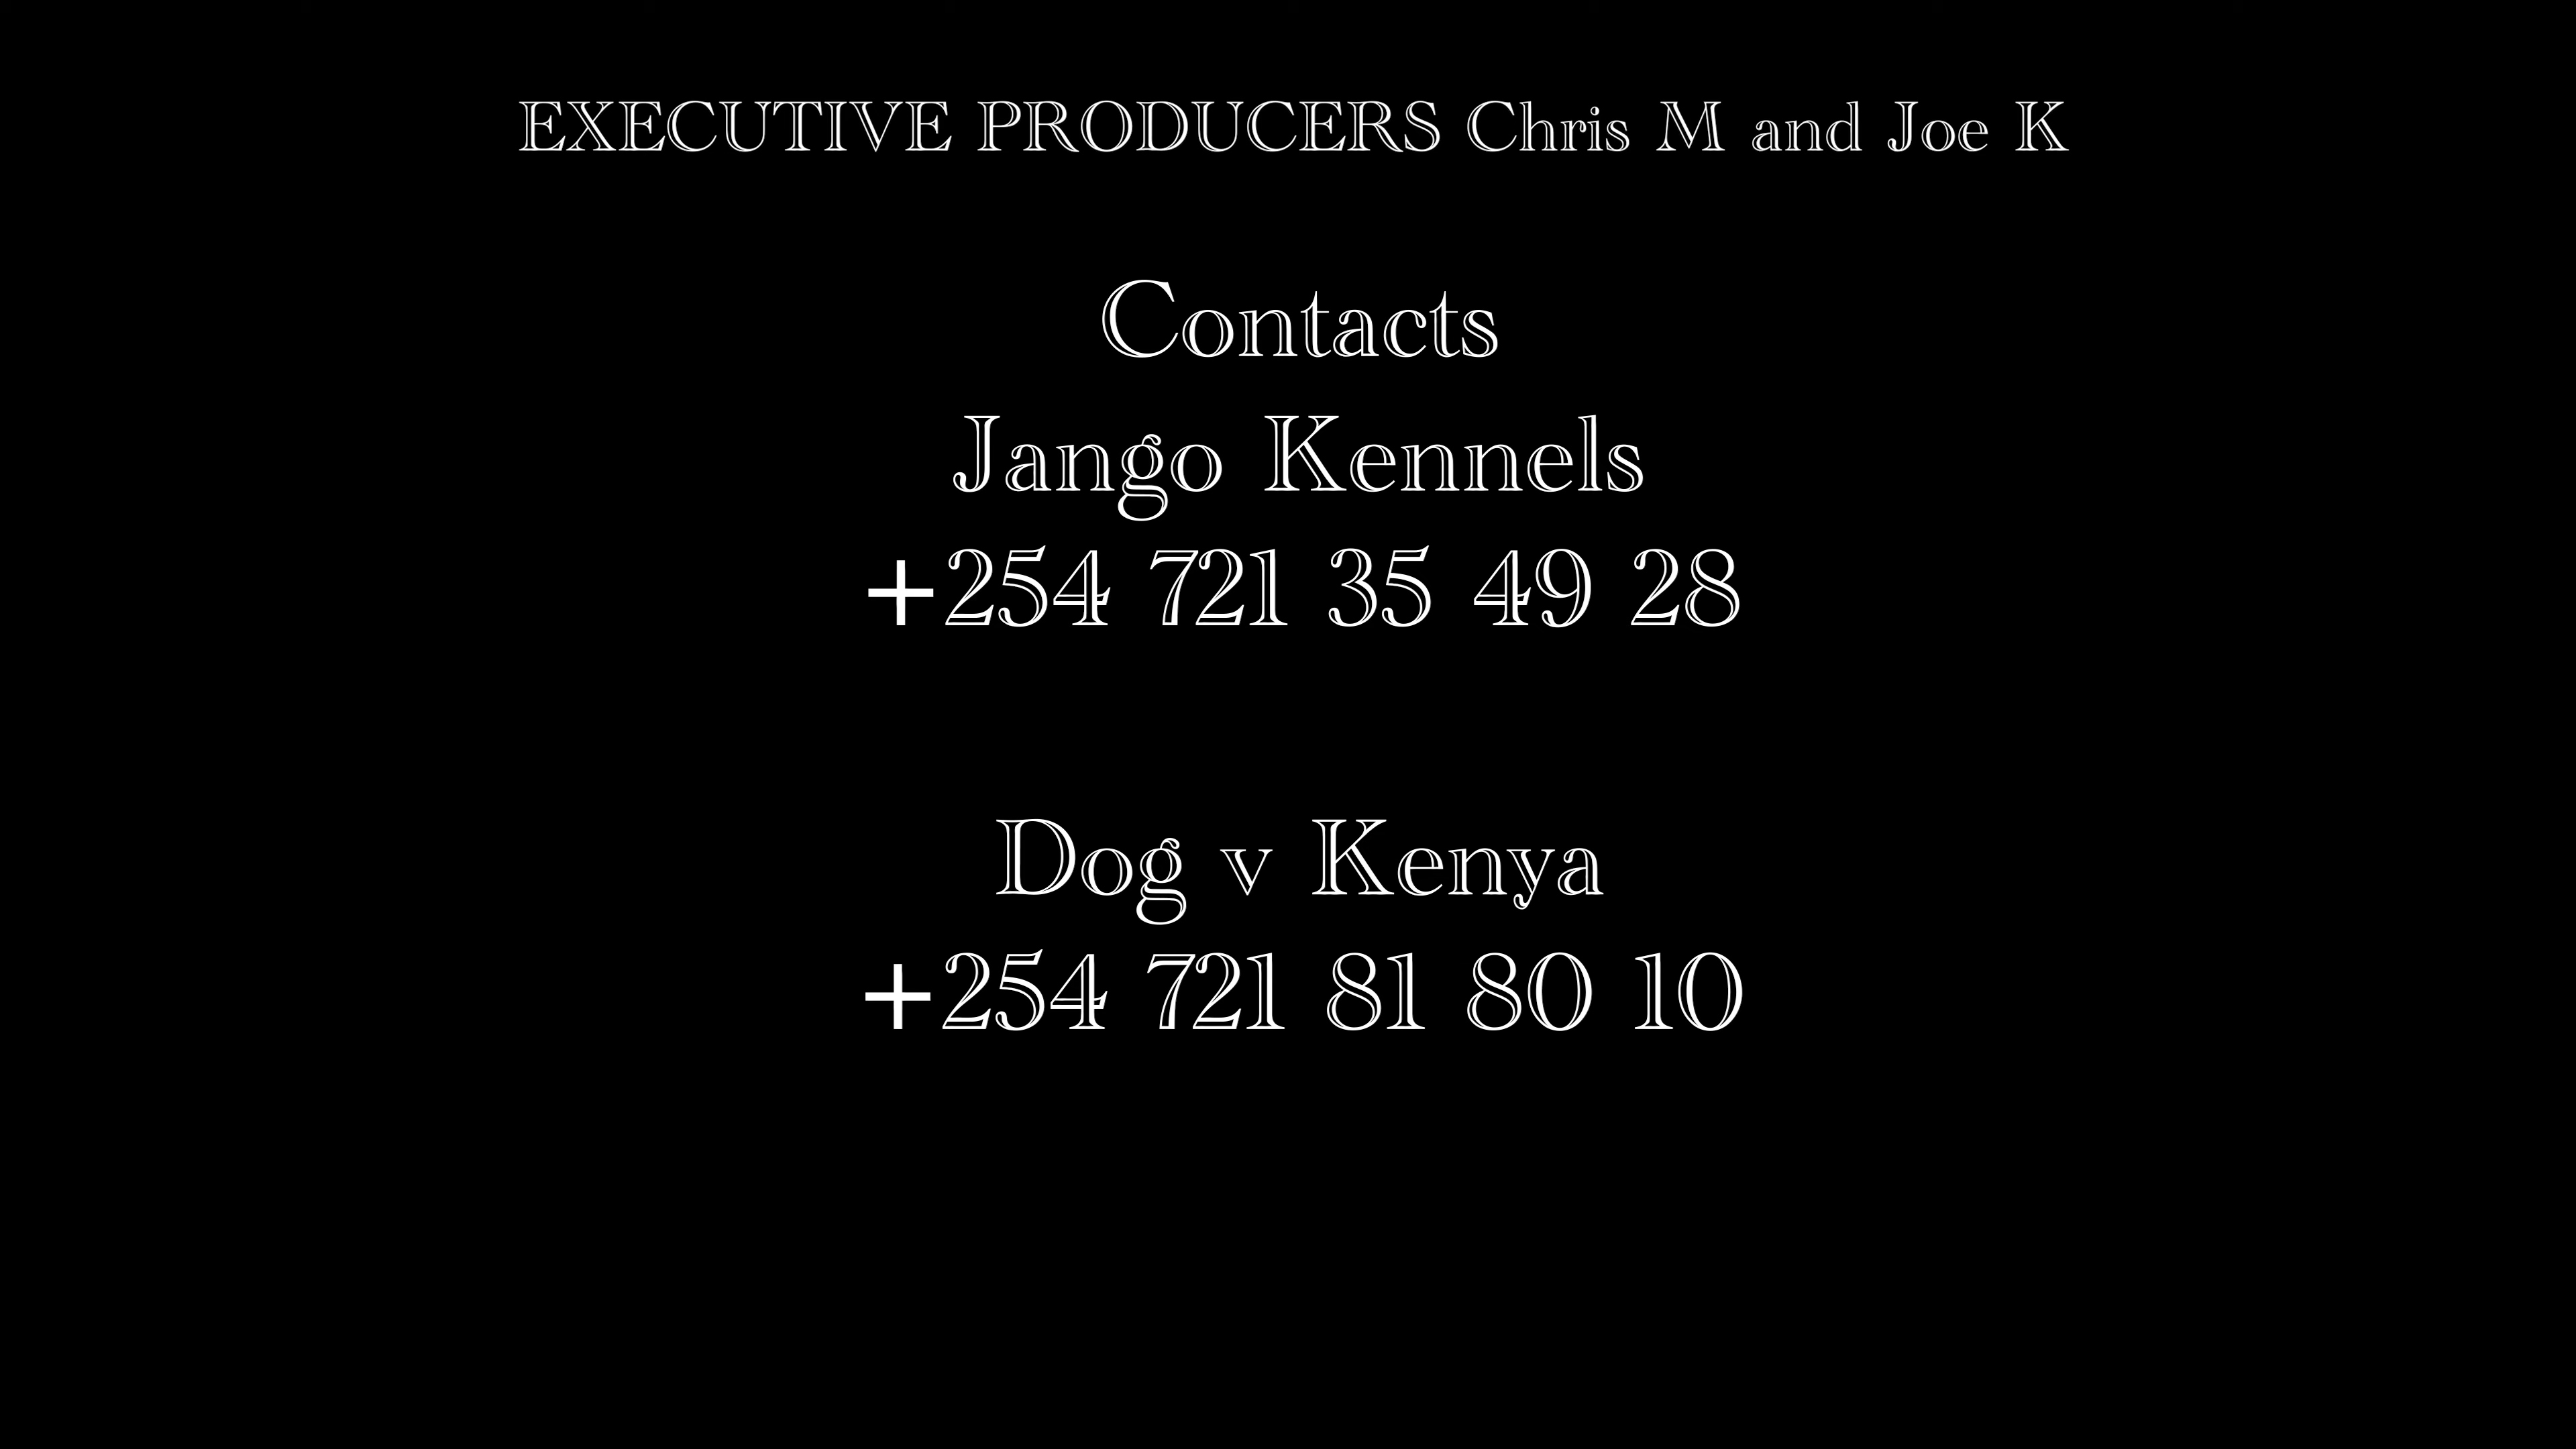 EXECUTIVE PRODUCERS Chris M and Joe K
Contacts
Jango Kennels
+254 721 35 49 28
Dog v Kenya
+254 721 81 80 10